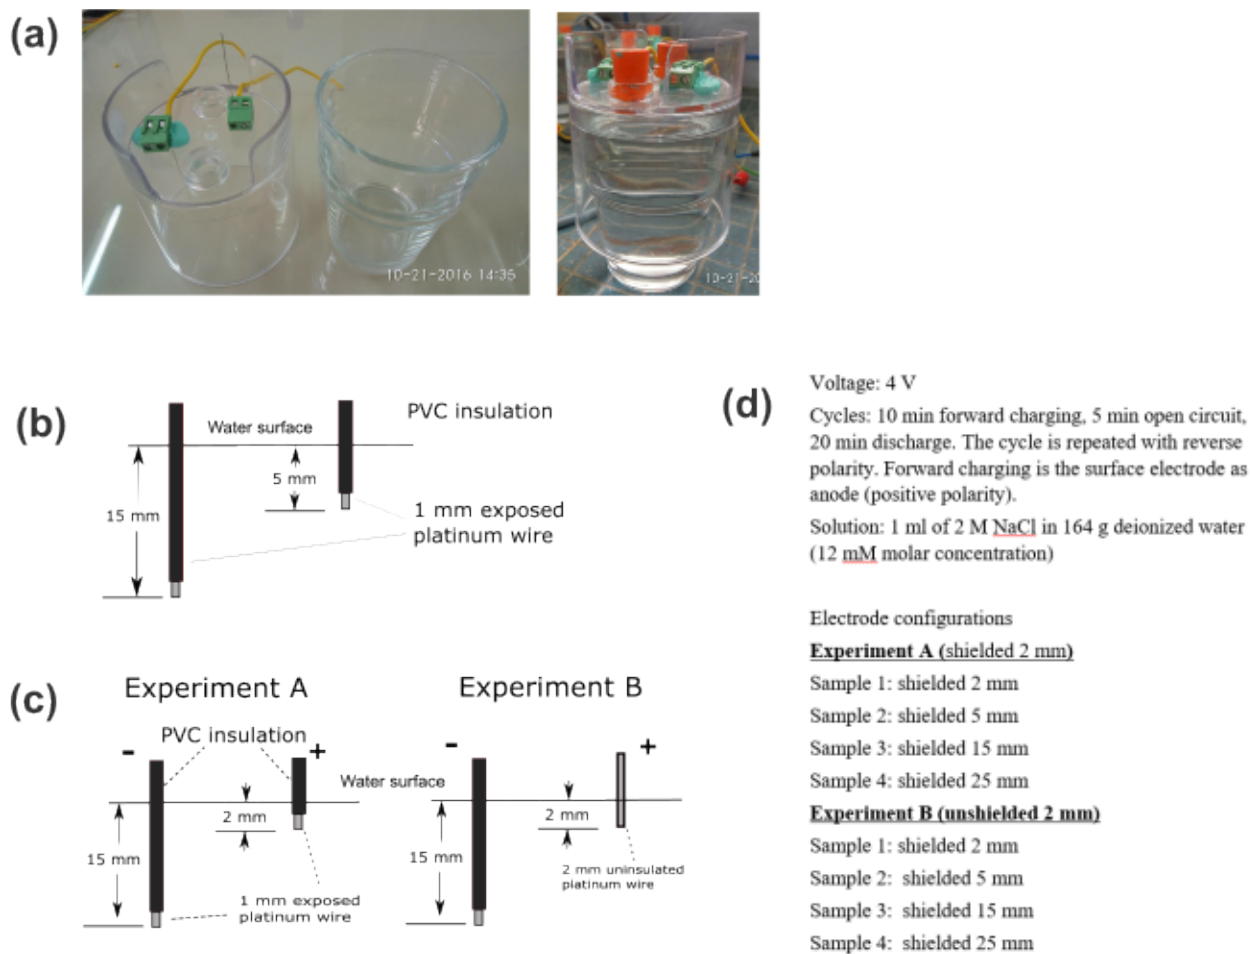 (a)
10-21-2016 14:35
10-21-20
(b)
Water surface
PVC insulation
5 mm
15 mm
1 mm exposed
platinum wire
(c)
Experiment A
Experiment B
PVC insulation
-
+
-
+
Water surface
2 mm
2 mm
15 mm
15 mm
1 mm exposed
platinum wire
2 mm uninsulated
platinum wire
(d)
Voltage: 4 V
Cycles: 10 min forward charging, 5 min open circuit,
20 min discharge. The cycle is repeated with reverse
polarity. Forward charging is the surface electrode as
anode (positive polarity).
Solution: 1 ml of 2 M NaCl in 164 g deionized water
(12 mM molar concentration)
Electrode configurations
Experiment A (shielded 2 mm)
Sample 1: shielded 2 mm
Sample 2: shielded 5 mm
Sample 3: shielded 15 mm
Sample 4: shielded 25 mm
Experiment B (unshielded 2 mm)
Sample 1: shielded 2 mm
Sample 2: shielded 5 mm
Sample 3: shielded 15 mm
Sample 4: shielded 25 mm